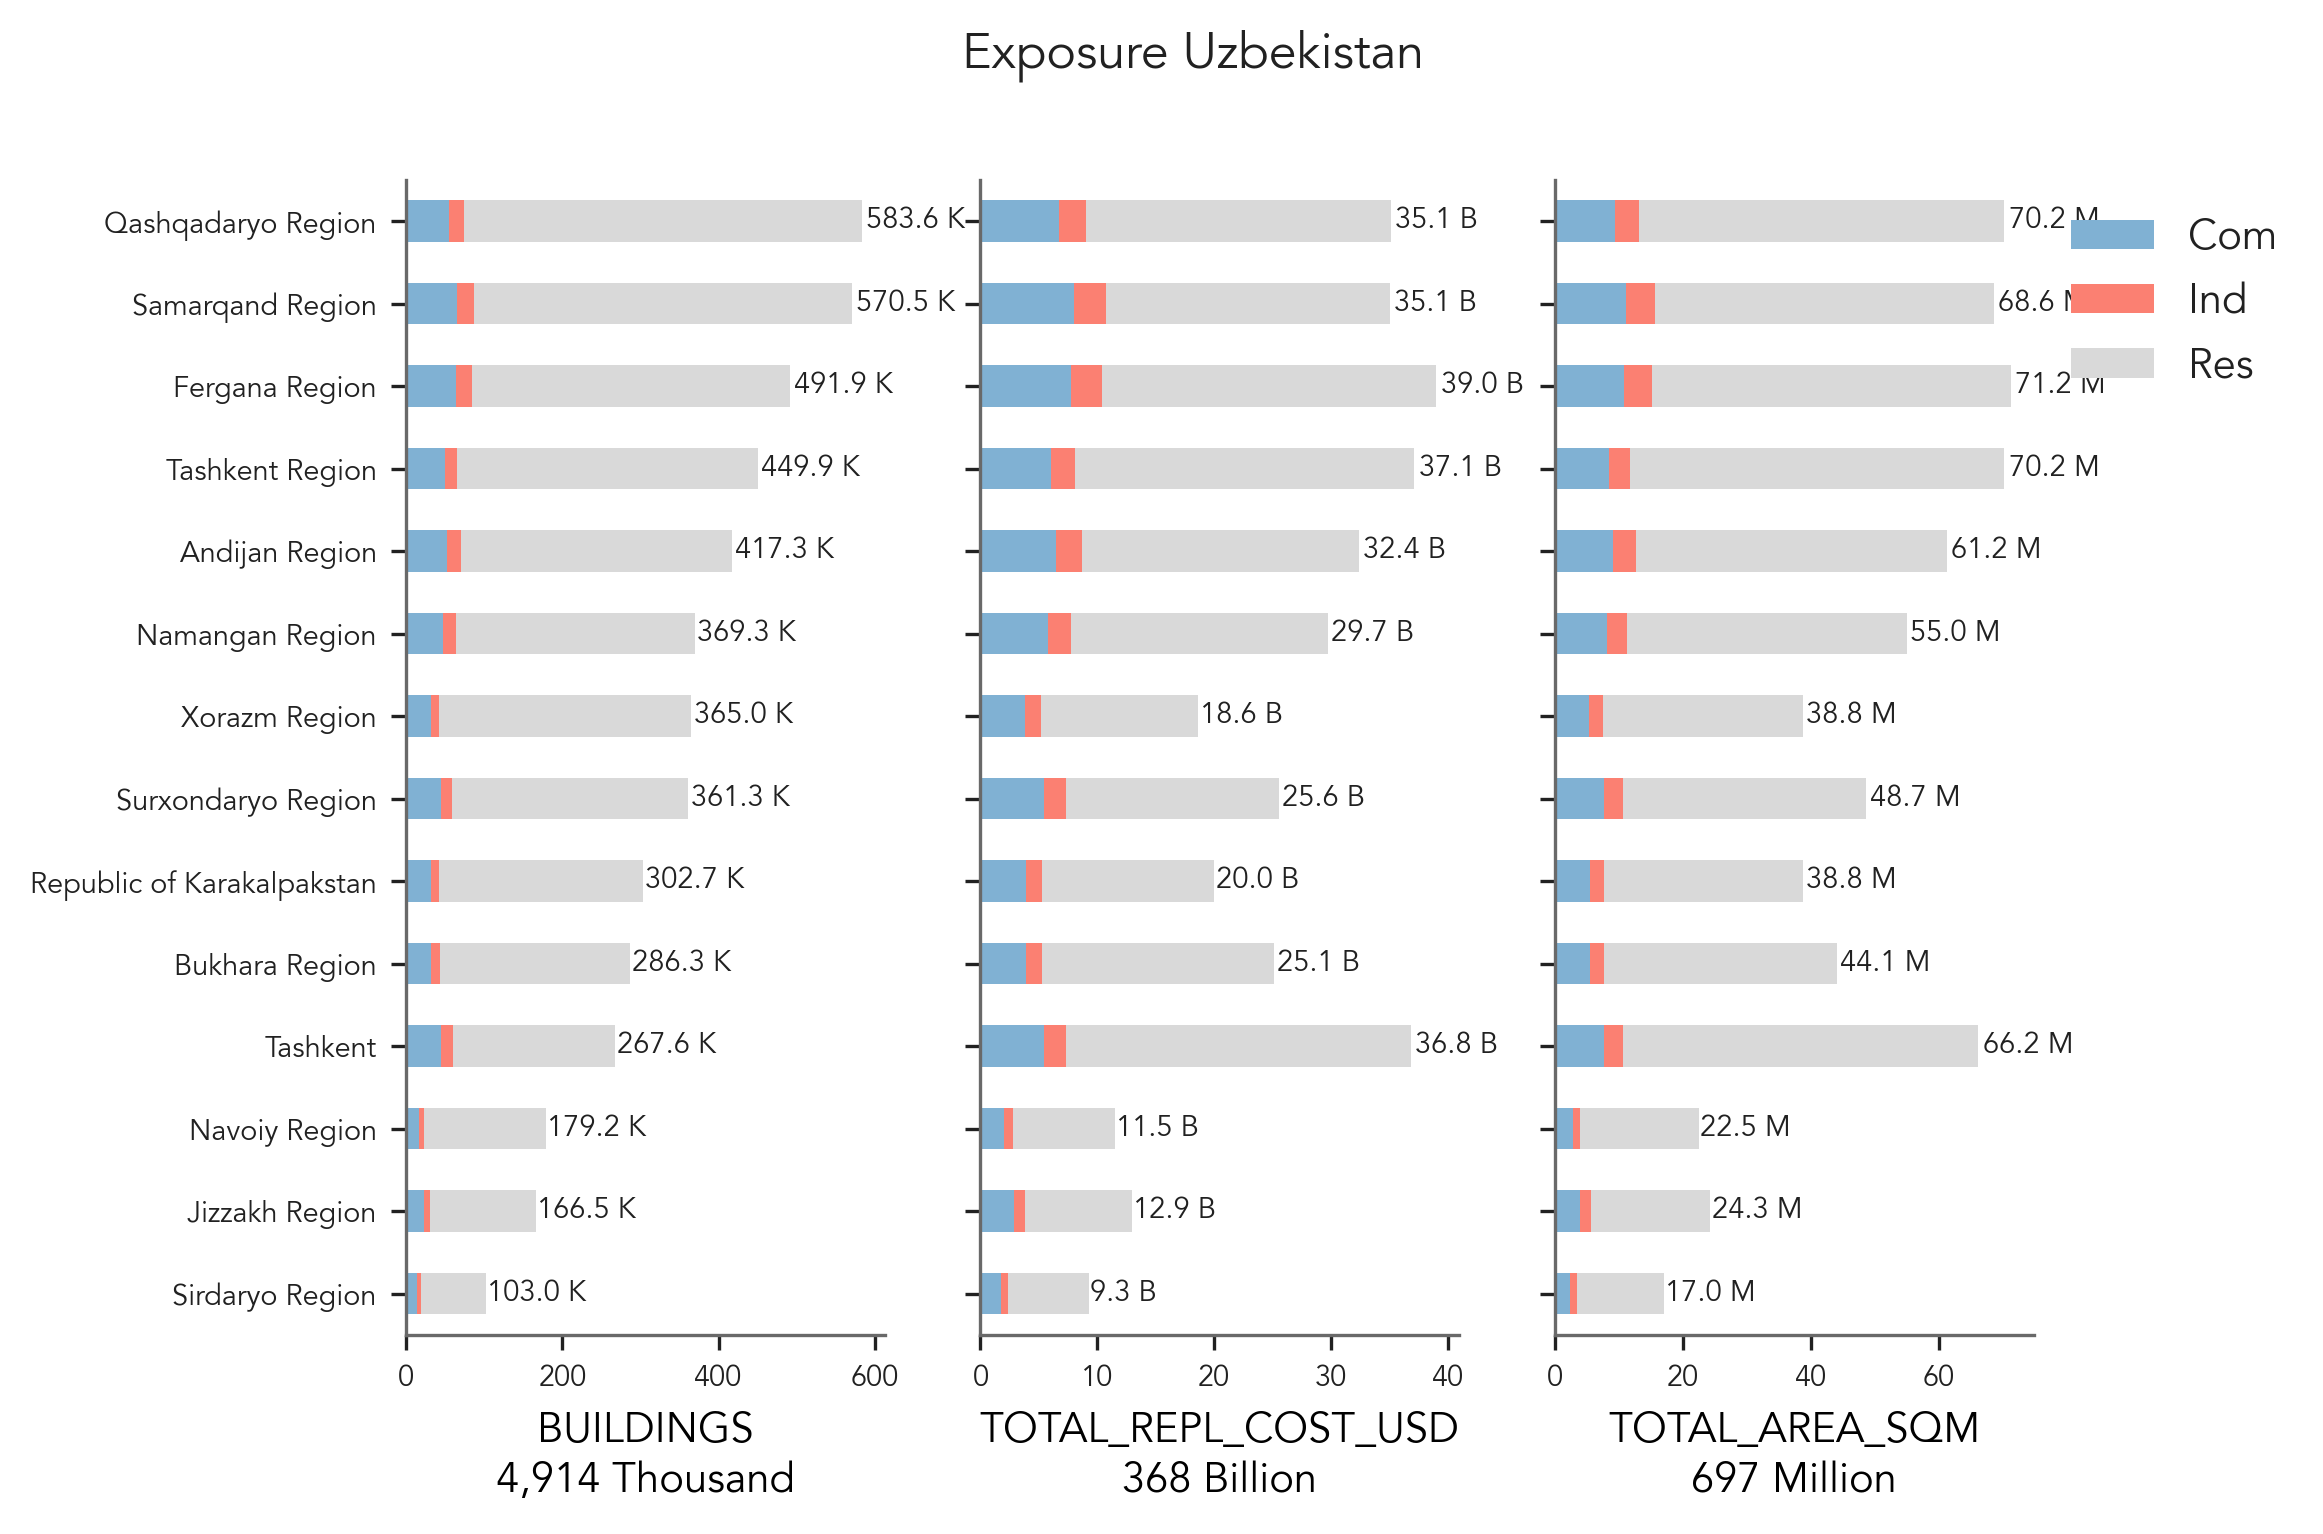 Exposure Uzbekistan
Qashqadaryo Region 583.6 K 35.1 B 70.2 M
Com
Samarqand Region 570.5 K 35.1 B 68.6 M
Ind
Fergana Region 491.9 K 39.0 B 71.2 M
Res
Tashkent Region 449.9 K 37.1 B 70.2 M
Andijan Region 417.3 K 32.4 B 61.2 M
Namangan Region 369.3 K 29.7 B 55.0 M
Xorazm Region 365.0 K 18.6 B 38.8 M
Surxondaryo Region 361.3 K 25.6 B 48.7 M
Republic of Karakalpakstan 302.7 K 20.0 B 38.8 M
Bukhara Region 286.3 K 25.1 B 44.1 M
Tashkent 267.6 K 36.8 B 66.2 M
Navoiy Region 179.2 K 11.5 B 22.5 M
Jizzakh Region 166.5 K 12.9 B 24.3 M
Sirdaryo Region 103.0 K 9.3 B 17.0 M
0 200 400 600 0 10 20 30 40 0 20 40 60
BUILDINGS TOTAL_REPL_COST_USD TOTAL_AREA_SQM
4,914 Thousand 368 Billion 697 Million